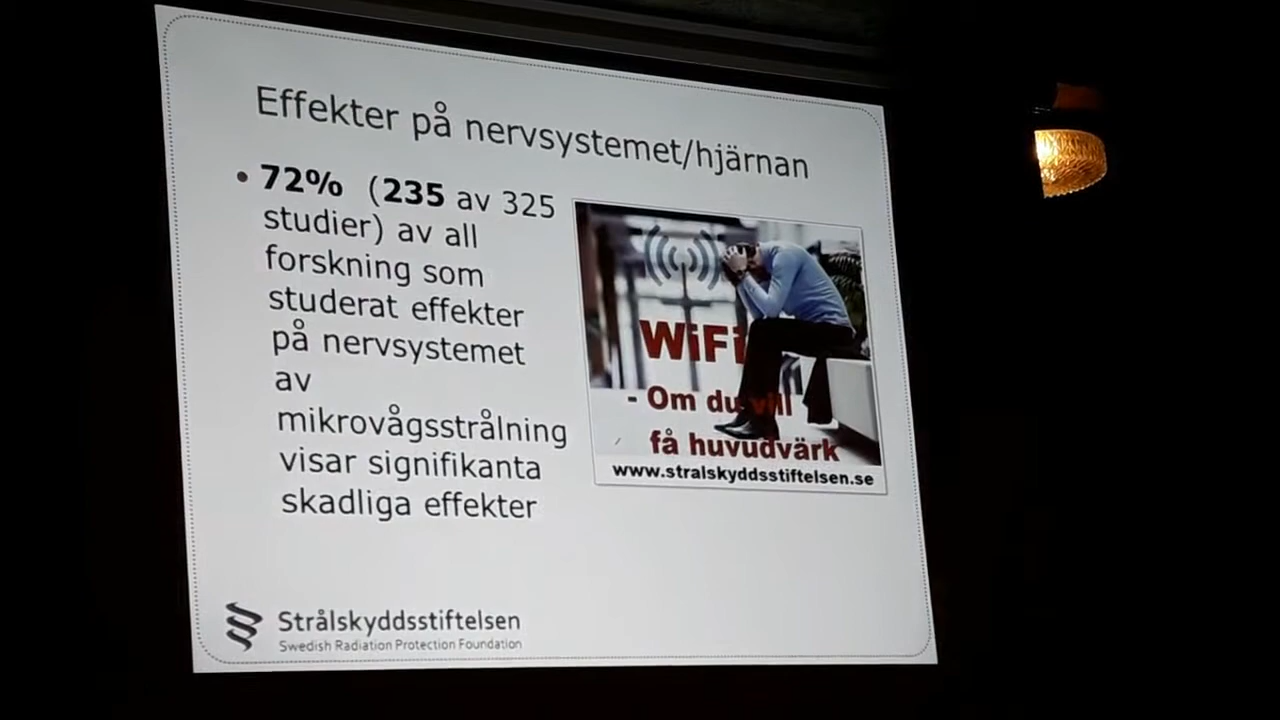 Effekter på nervsystemet/hjärnan
• 72% (235 av 325
studier) av all
forskning som
studerat effekter
på nervsystemet
av
mikrovågsstrålning
visar signifikanta
skadliga effekter
WiFi
- Om du vill
få huvudvärk
www.stralskyddsstiftelsen.se
Strålskyddsstiftelsen
Swedish Radiation Protection Foundation